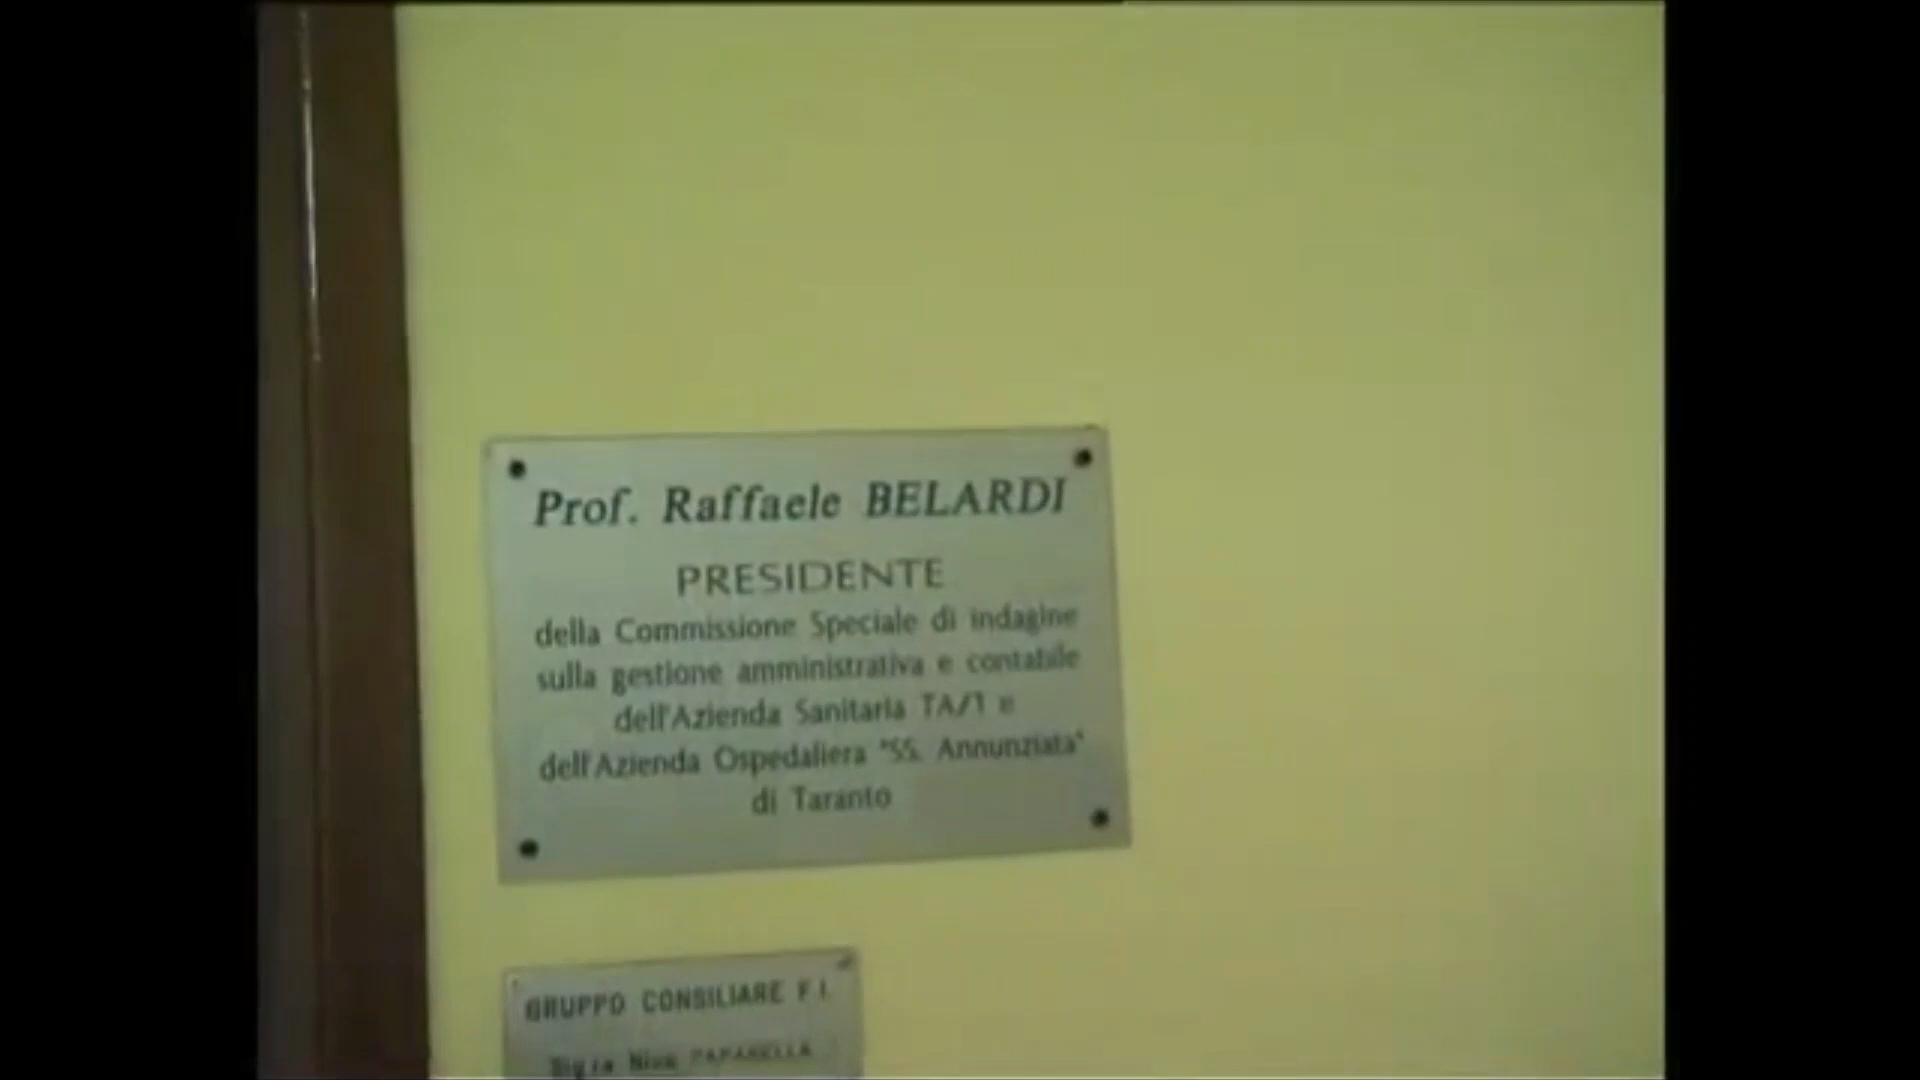 Prof. Raffaele BELARDI
PRESIDENTE
della Commissione Speciale di indagine
sulla gestione amministrativa e contabile
dell'Azienda Sanitaria TA/1 e
dell'Azienda Ospedaliera "SS. Annunziata"
di Taranto
GRUPPO CONSILIARE F.I.
PAPARELLA